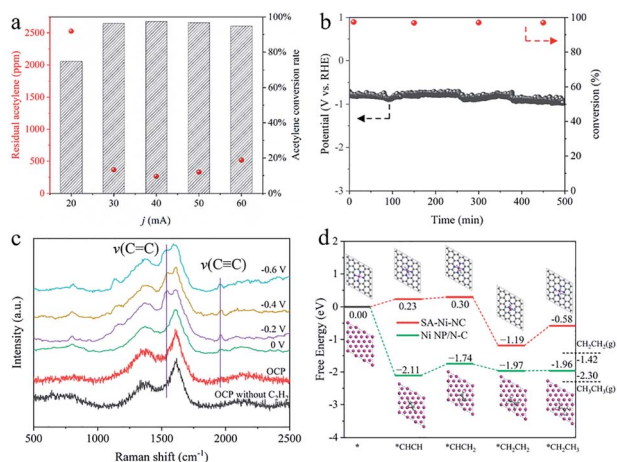 a
Residual acetylene (ppm)
2500
2000
1500
1000
500
0
20 30 40 50 60
j (mA)
100%
80%
60%
40%
20%
0%
Acetylene conversion rate
b
Potential (V vs. RHE)
1
0
-1
-2
-3
0 100 200 300 400 500
Time (min)
100
80
60
40
20
0
conversion (%)
c
Intensity (a.u.)
ν(C=C)
ν(C≡C)
-0.6 V
-0.4 V
-0.2 V
0 V
OCP
OCP without C₂H₂
500 1000 1500 2000 2500
Raman shift (cm⁻¹)
d
Free Energy (eV)
3
2
1
0
-1
-2
-3
-4
0.00
0.23
0.30
-1.19
-0.58
SA-Ni-NC
Ni NP/N-C
-2.11
-1.74
-1.97
-1.96
CH₂CH₂(g)
-1.42
-2.30
CH₃CH₃(g)
* *CHCH *CHCH₂ *CH₂CH₂ *CH₂CH₃